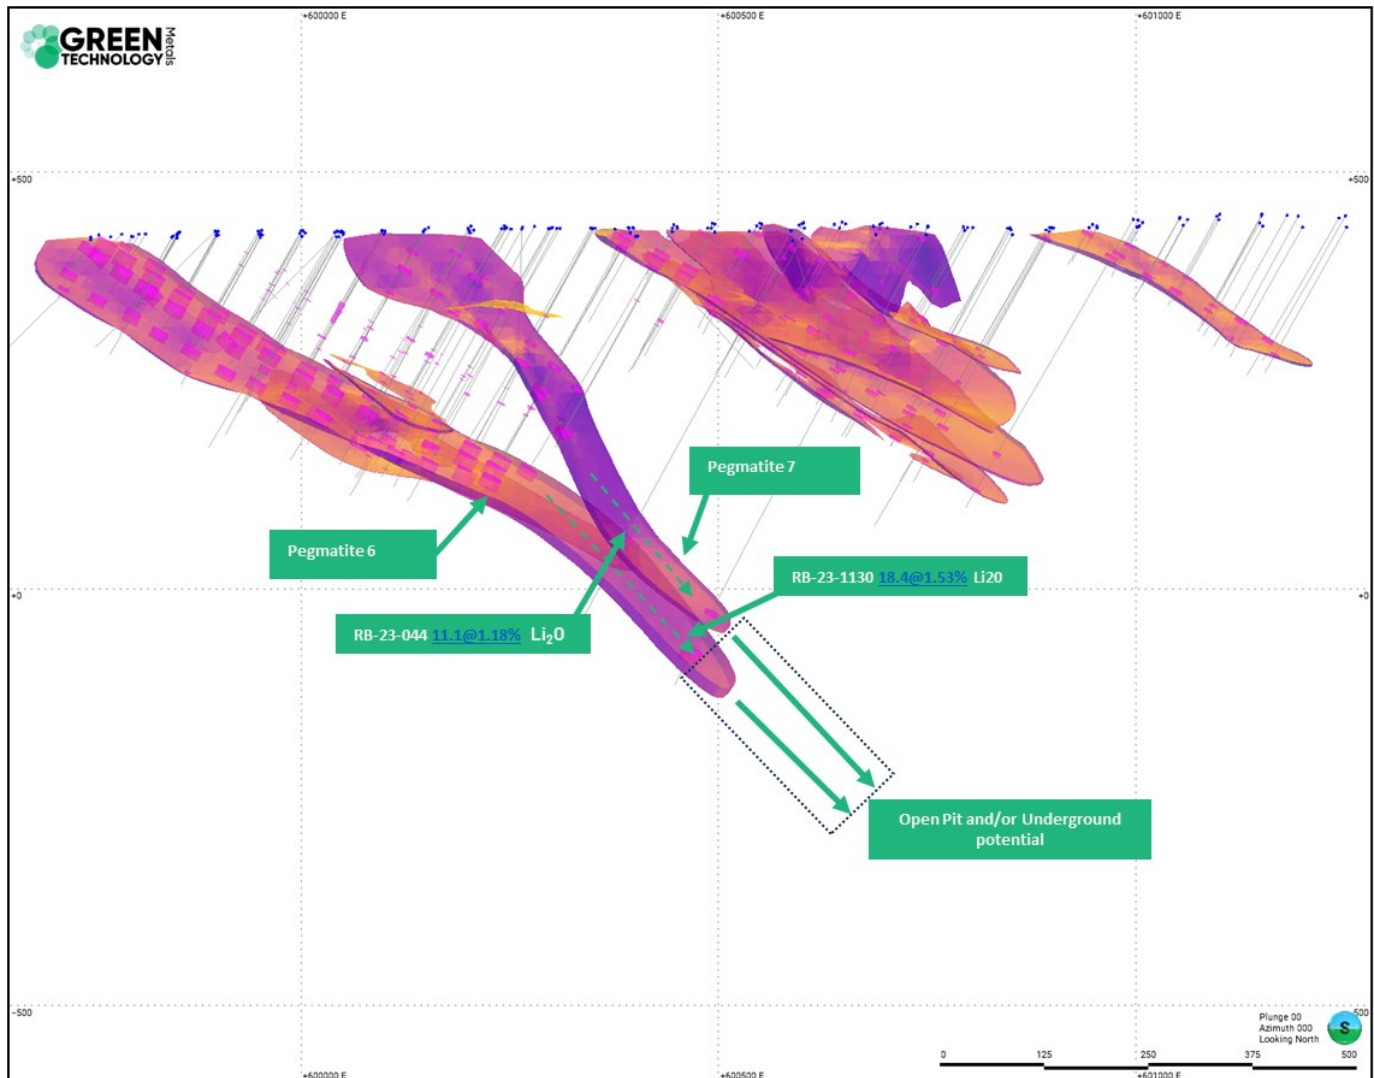 +600000 E
+600500 E
+601000 E
GREEN
TECHNOLOGY
Metals
+500
+500
Pegmatite 7
Pegmatite 6
RB-23-1130 18.4@1.53% Li20
+0
+0
RB-23-044 11.1@1.18% Li₂O
Open Pit and/or Underground
potential
-500
500
Plunge 00
Azimuth 000
Looking North
S
0 125 250 375 500
+600000 E
+600500 E
+601000 E